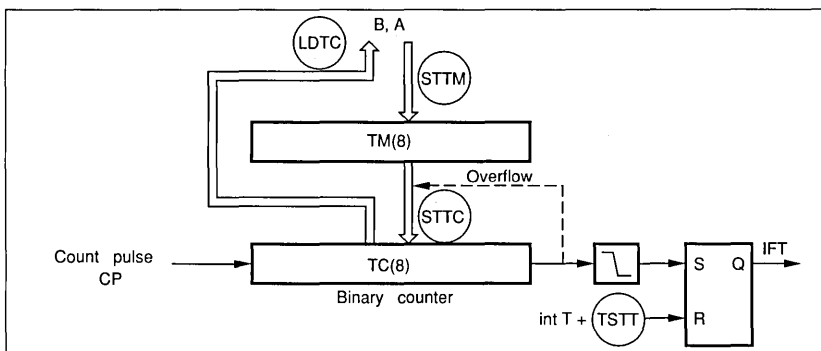 B, A
LDTC
STTM
TM(8)
Overflow
STTC
Count pulse
CP
TC(8)
Binary counter
S Q
IFT
int T + TSTT
R